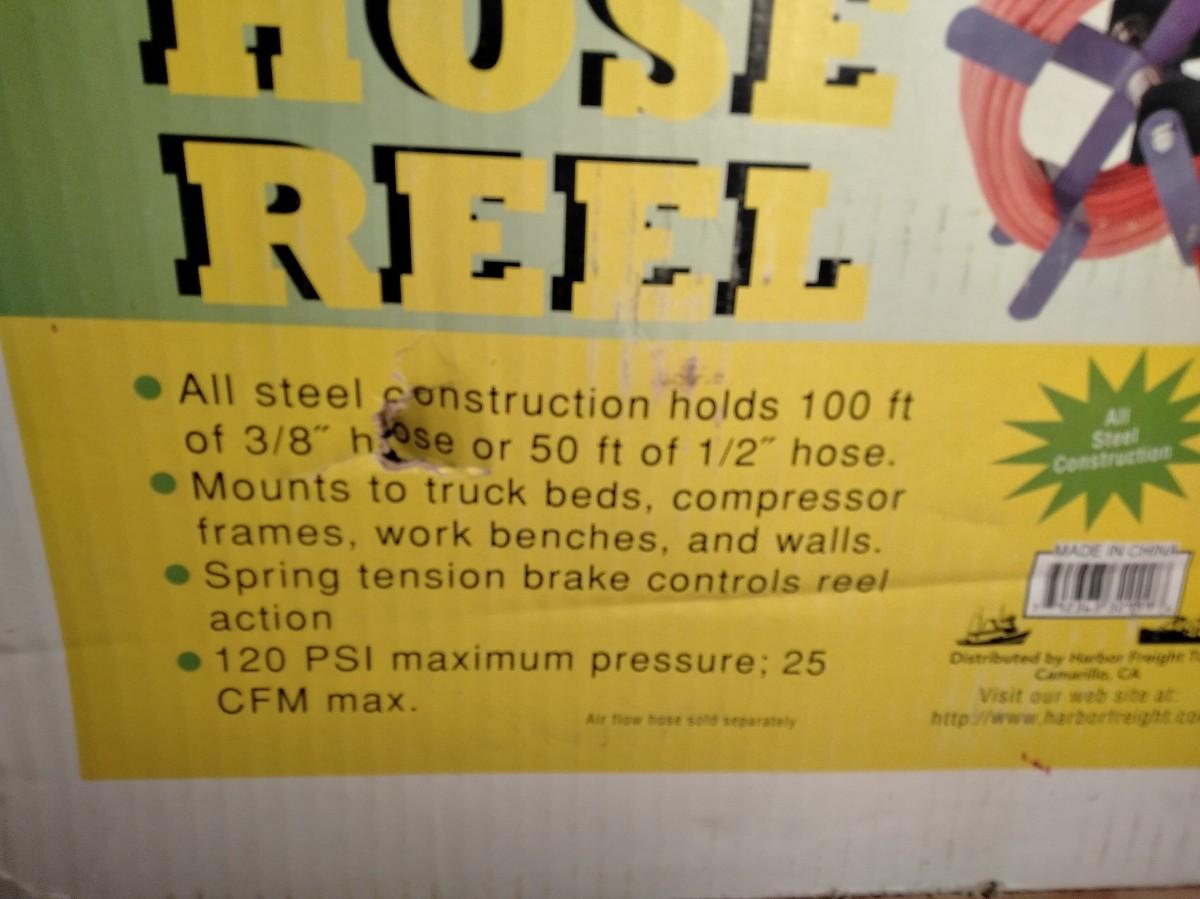 HOSE
REEL
All steel construction holds 100 ft
of 3/8″ hose or 50 ft of 1/2″ hose.
Mounts to truck beds, compressor
frames, work benches, and walls.
Spring tension brake controls reel
action
120 PSI maximum pressure; 25
CFM max.
Air flow hose sold separately
All
Steel
Construction
MADE IN CHINA
Distributed by Harbor Freight
Camarillo, CA
Visit our web site at:
http://www.harborfreight.co